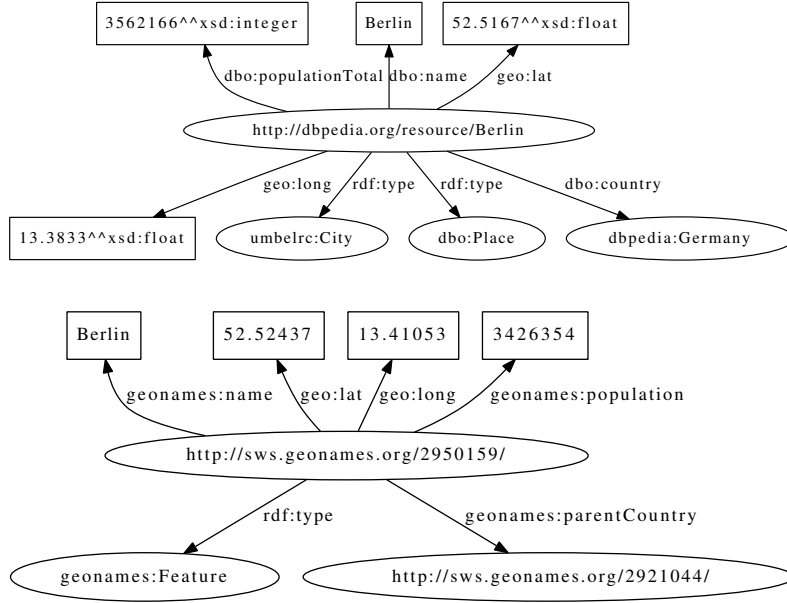 3562166^^xsd:integer
Berlin
52.5167^^xsd:float
dbo:populationTotal
dbo:name
geo:lat
http://dbpedia.org/resource/Berlin
geo:long
rdf:type
rdf:type
dbo:country
13.3833^^xsd:float
umbelrc:City
dbo:Place
dbpedia:Germany
Berlin
52.52437
13.41053
3426354
geonames:name
geo:lat
geo:long
geonames:population
http://sws.geonames.org/2950159/
rdf:type
geonames:parentCountry
geonames:Feature
http://sws.geonames.org/2921044/